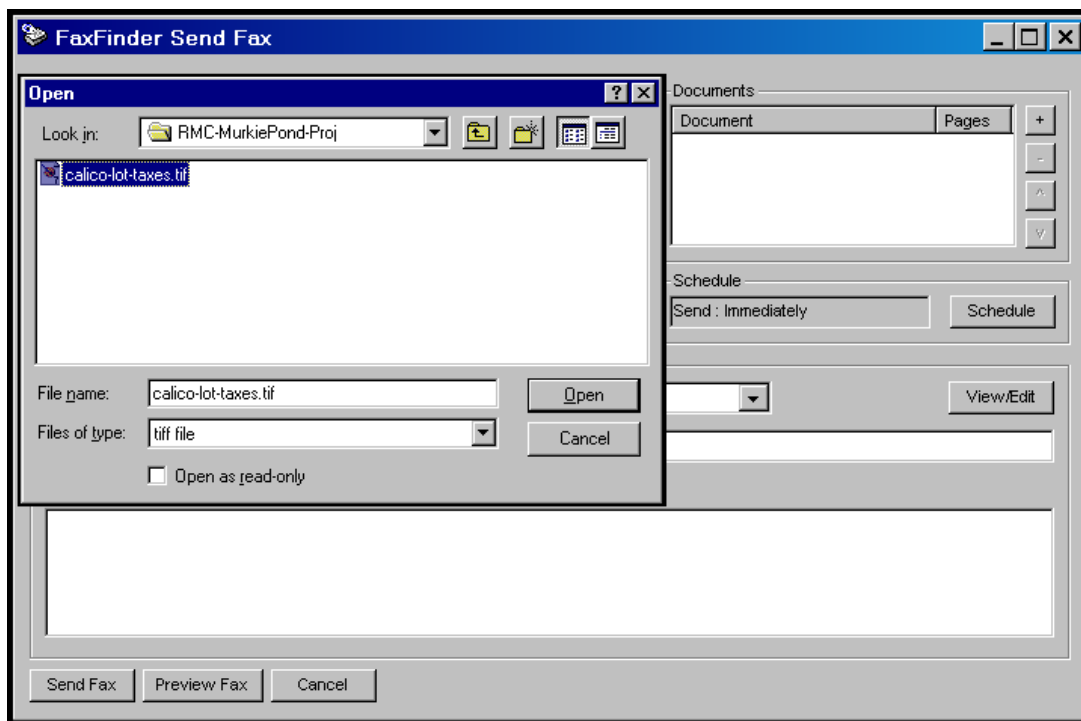 FaxFinder Send Fax
Open
Look in: RMC-MurkiePond-Proj
calico-lot-taxes.tif
File name: calico-lot-taxes.tif
Open
Files of type: tiff file
Cancel
Open as read-only
Documents
Document Pages
+
-
^
v
Schedule
Send : Immediately
Schedule
View/Edit
Send Fax Preview Fax Cancel